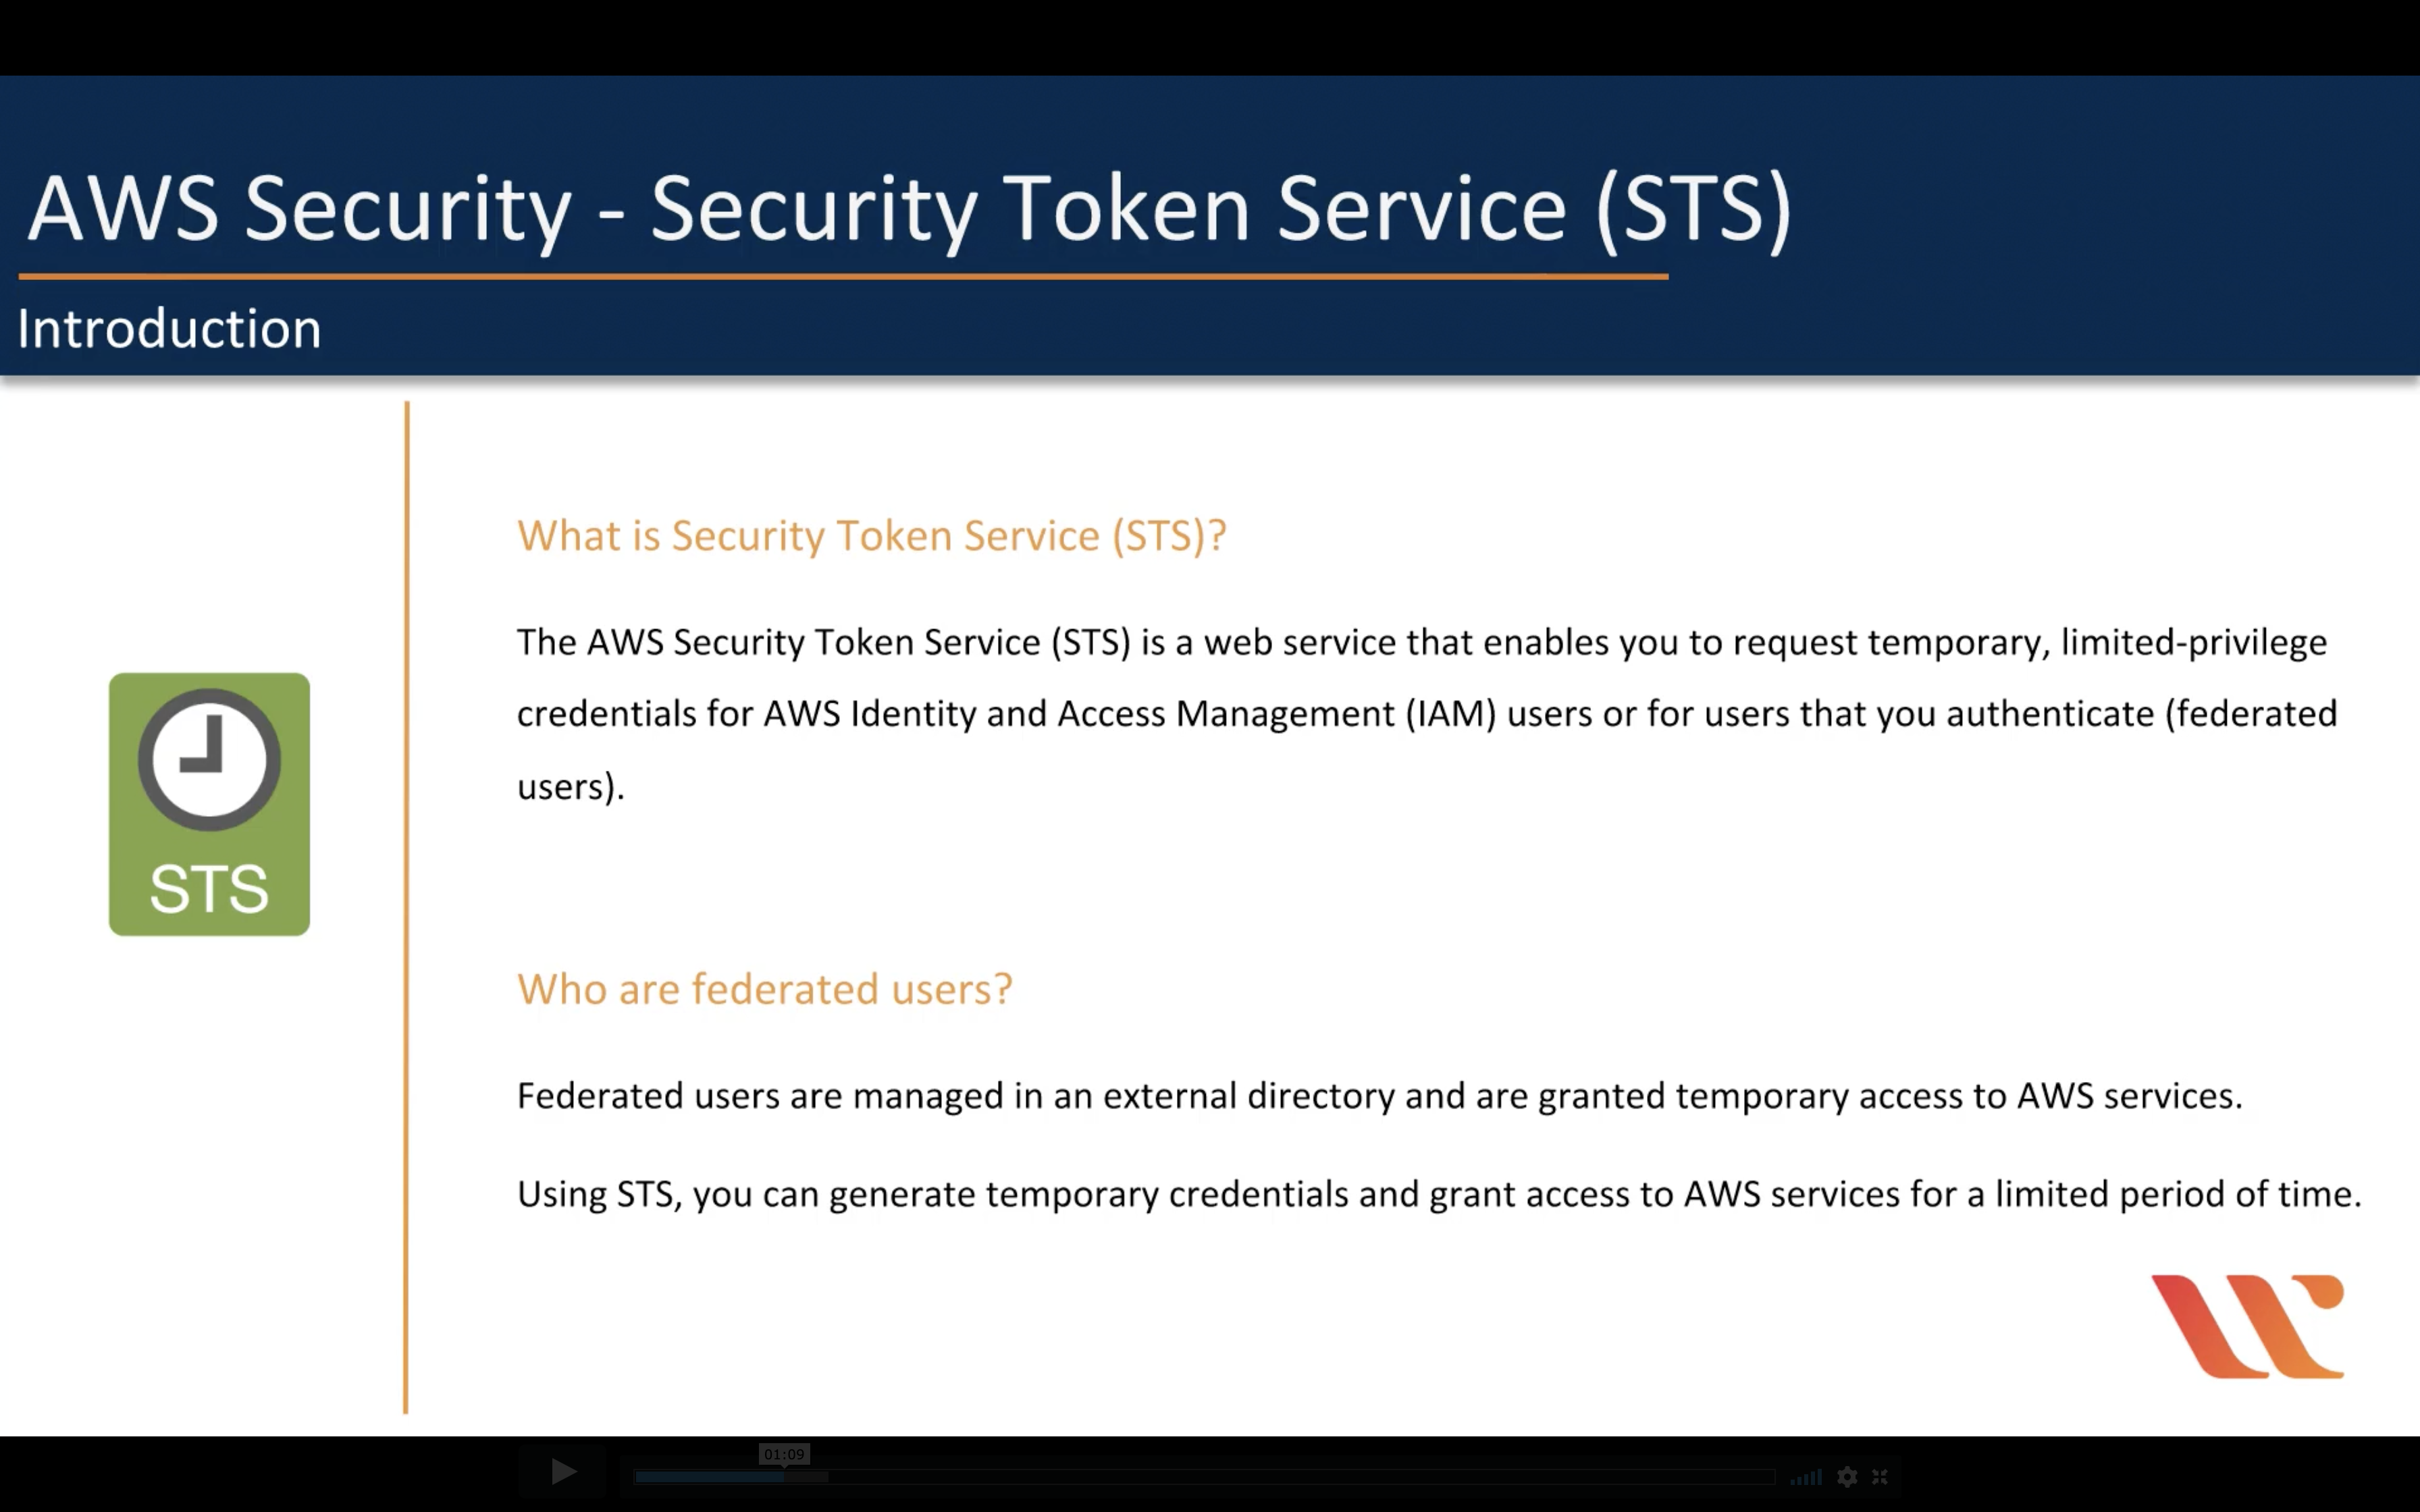 AWS Security - Security Token Service (STS)
Introduction
What is Security Token Service (STS)?
The AWS Security Token Service (STS) is a web service that enables you to request temporary, limited-privilege
credentials for AWS Identity and Access Management (IAM) users or for users that you authenticate (federated
users).
STS
Who are federated users?
Federated users are managed in an external directory and are granted temporary access to AWS services.
Using STS, you can generate temporary credentials and grant access to AWS services for a limited period of time.
01:09